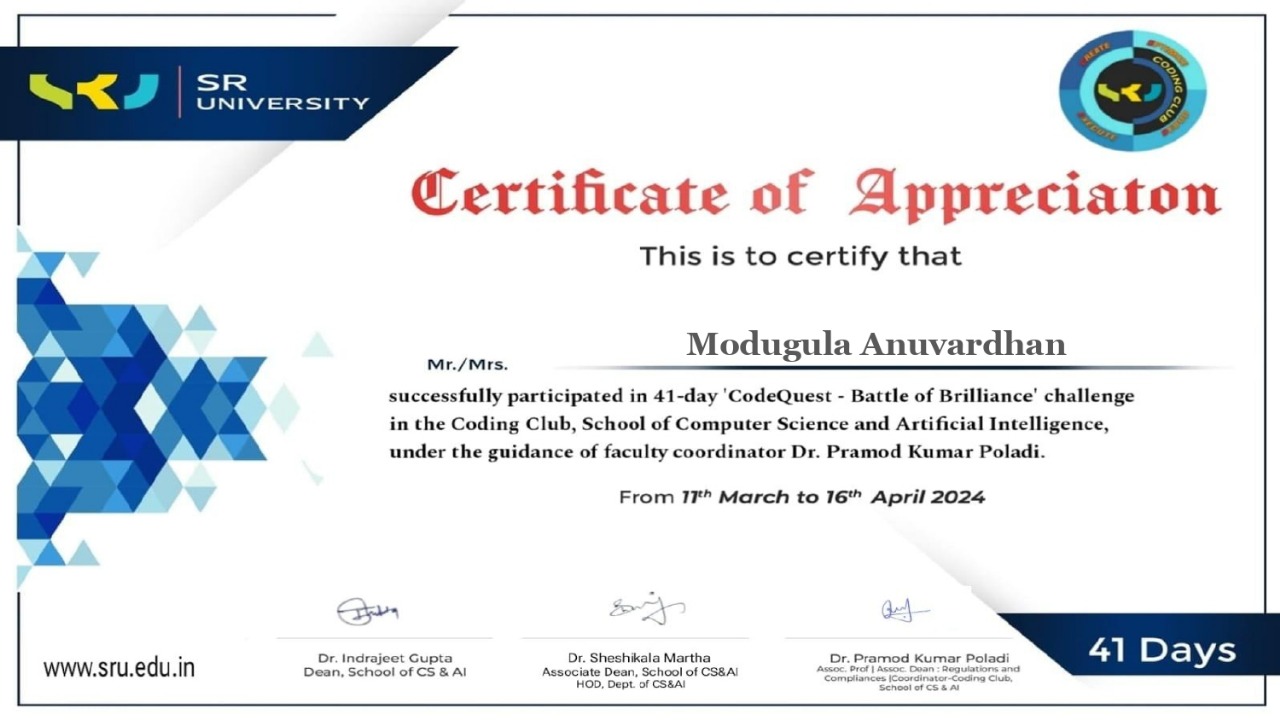 SR
UNIVERSITY
CREATE
CODING CLUB
EXECUTE
Certificate of Appreciaton
This is to certify that
Modugula Anuvardhan
Mr./Mrs.
successfully participated in 41-day 'CodeQuest - Battle of Brilliance' challenge
in the Coding Club, School of Computer Science and Artificial Intelligence,
under the guidance of faculty coordinator Dr. Pramod Kumar Poladi.
From 11th March to 16th April 2024
Dr. Indrajeet Gupta
Dean, School of CS & AI
Dr. Sheshikala Martha
Associate Dean, School of CS&AI
HOD, Dept. of CS&AI
Dr. Pramod Kumar Poladi
Assoc. Prof | Assoc. Dean : Regulations and
Compliances |Coordinator-Coding Club,
School of CS & AI
www.sru.edu.in
41 Days